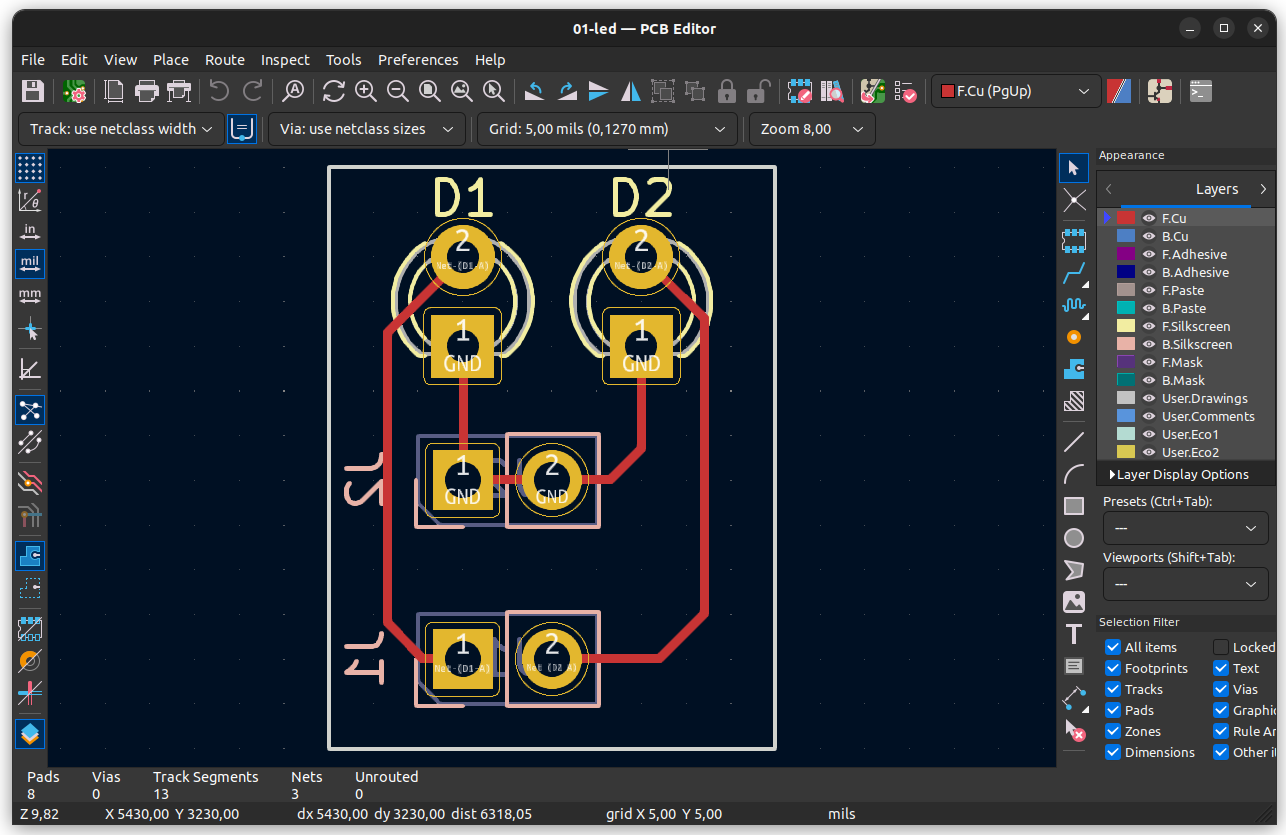 01-led — PCB Editor
File Edit View Place Route Inspect Tools Preferences Help
F.Cu (PgUp)
Track: use netclass width
Via: use netclass sizes
Grid: 5,00 mils (0,1270 mm)
Zoom 8,00
in
mil
mm
D1 D2
2 2
Net-(D1-A) Net-(D2-A)
1 1
GND GND
J2
1 2
GND GND
J1
1 2
Net-(D1-A) Net-(D2-A)
Appearance
Layers
F.Cu
B.Cu
F.Adhesive
B.Adhesive
F.Paste
B.Paste
F.Silkscreen
B.Silkscreen
F.Mask
B.Mask
User.Drawings
User.Comments
User.Eco1
User.Eco2
Layer Display Options
Presets (Ctrl+Tab):
---
Viewports (Shift+Tab):
---
Selection Filter
All items Locked
Footprints Text
Tracks Vias
Pads Graphic
Zones Rule Ar
Dimensions Other it
Pads Vias Track Segments Nets Unrouted
8 0 13 3 0
Z 9,82 X 5430,00 Y 3230,00 dx 5430,00 dy 3230,00 dist 6318,05 grid X 5,00 Y 5,00 mils